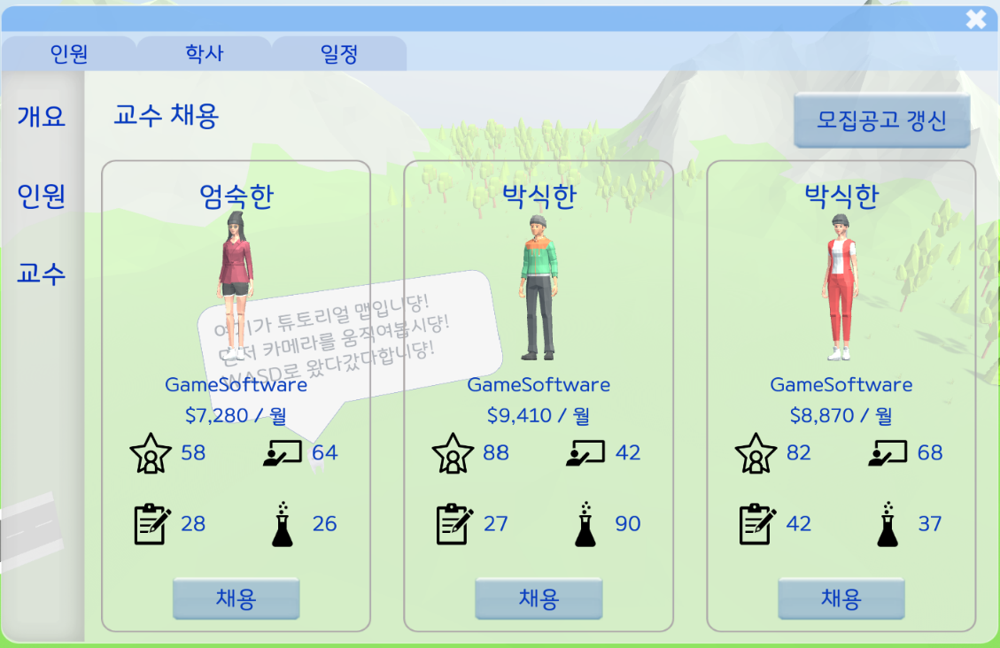 인원
학사
일정
개요
인원
교수
교수 채용
모집공고 갱신
엄숙한
GameSoftware
$7,280 / 월
58
64
28
26
채용
박식한
GameSoftware
$9,410 / 월
88
42
27
90
채용
박식한
GameSoftware
$8,870 / 월
82
68
42
37
채용
여기가 튜토리얼 맵입니댱!
먼저 카메라를 움직여봅시댱!
WASD로 왔다갔다합니댱!